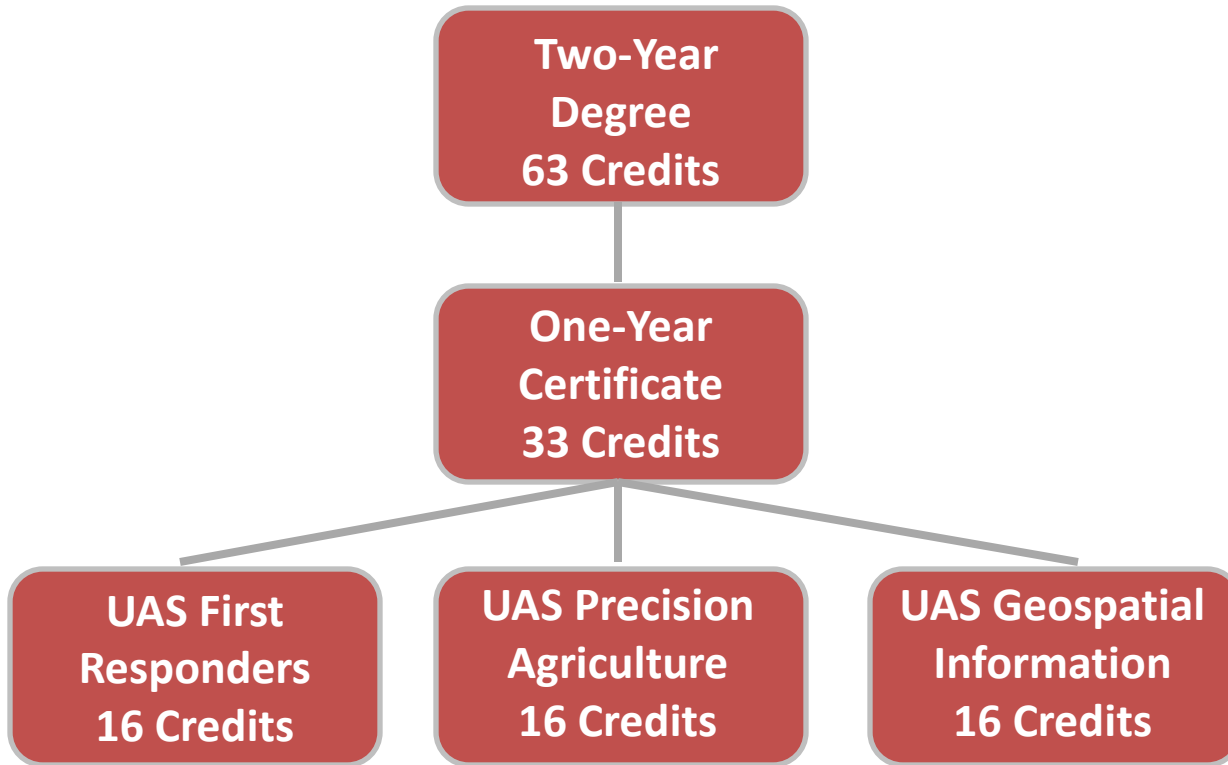 Two-Year
Degree
63 Credits
One-Year
Certificate
33 Credits
UAS First
Responders
16 Credits
UAS Precision
Agriculture
16 Credits
UAS Geospatial
Information
16 Credits